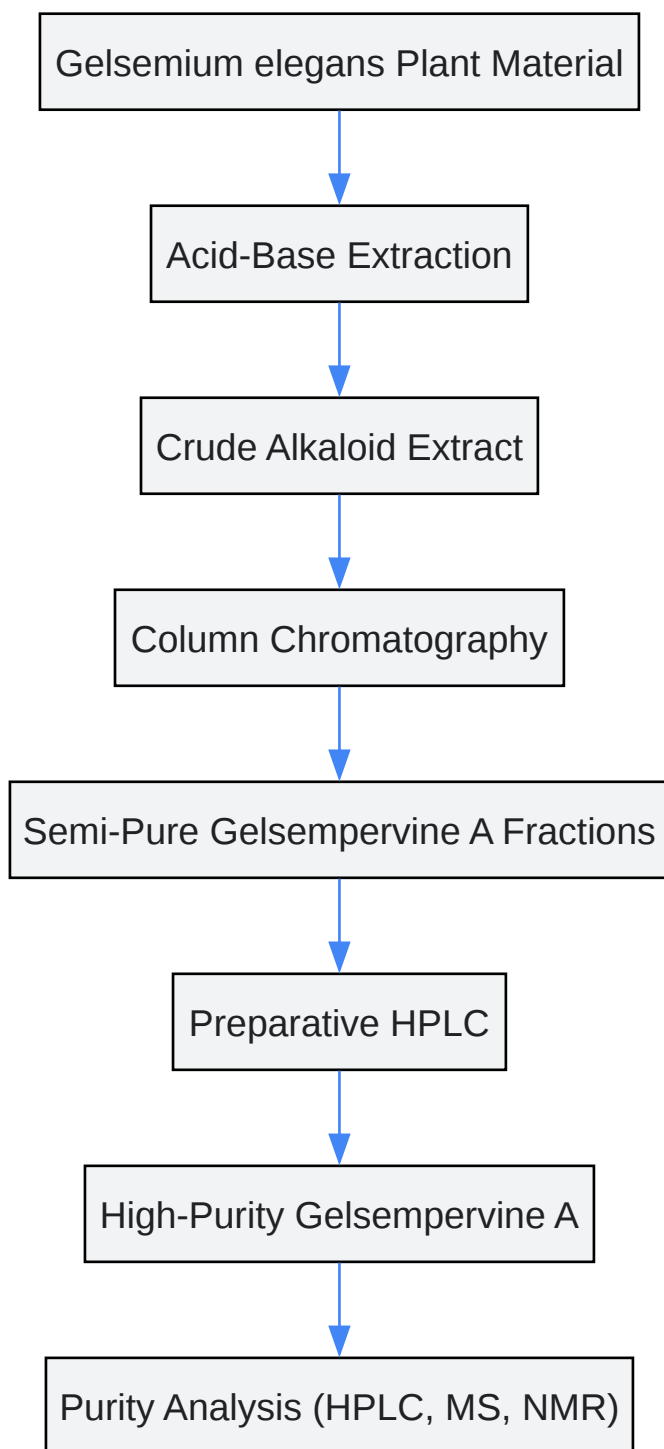 Gelsemium elegans Plant Material
Acid-Base Extraction
Crude Alkaloid Extract
Column Chromatography
Semi-Pure Gelsempervine A Fractions
Preparative HPLC
High-Purity Gelsempervine A
Purity Analysis (HPLC, MS, NMR)